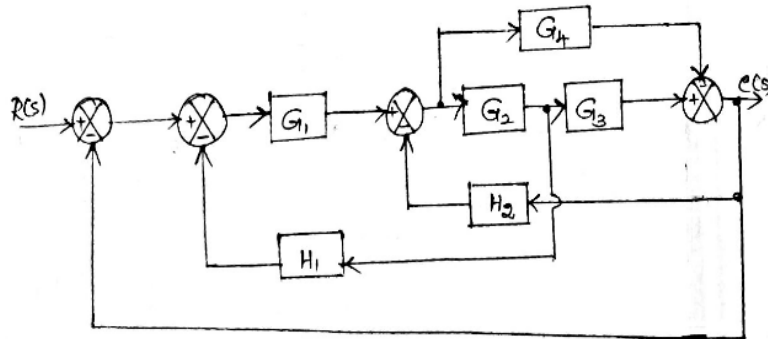 G4
R(s)
C(s)
+
-
+
-
G1
+
-
G2
G3
+
H2
H1